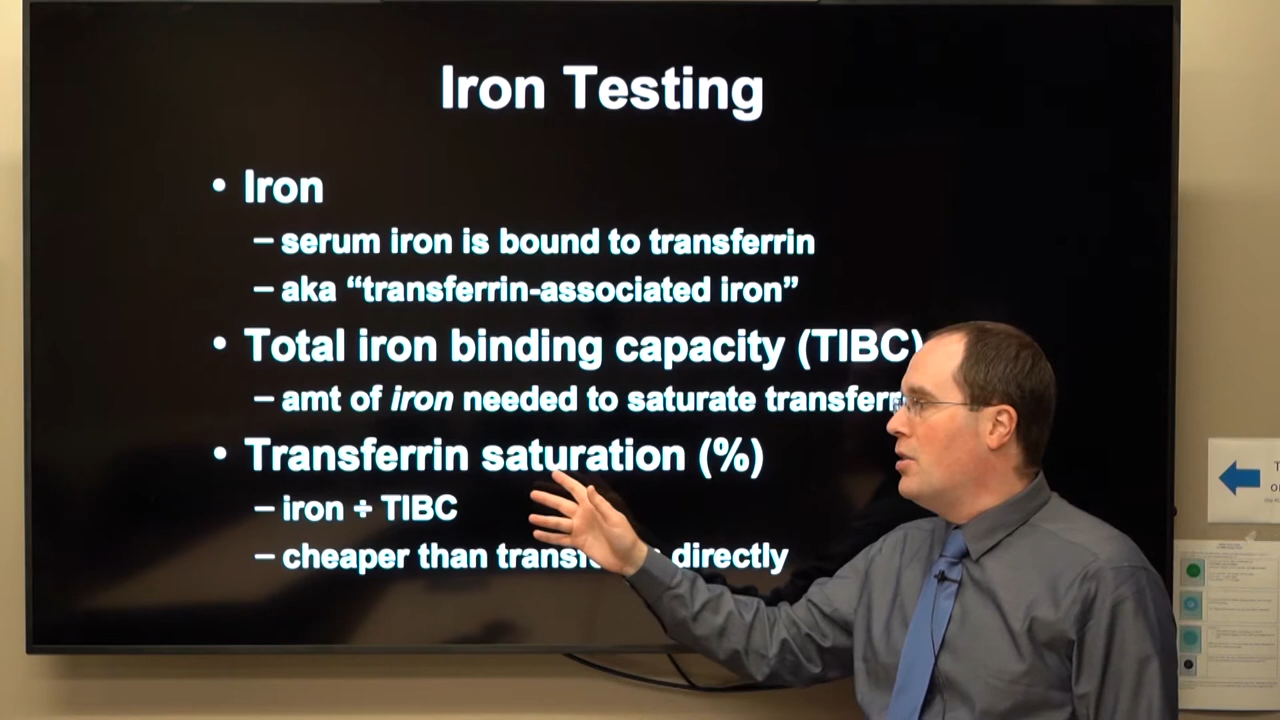 Iron Testing
• Iron
– serum iron is bound to transferrin
– aka “transferrin-associated iron”
• Total iron binding capacity (TIBC)
– amt of iron needed to saturate
• Transferrin saturation (%)
– iron ÷ TIBC
– cheaper than directly